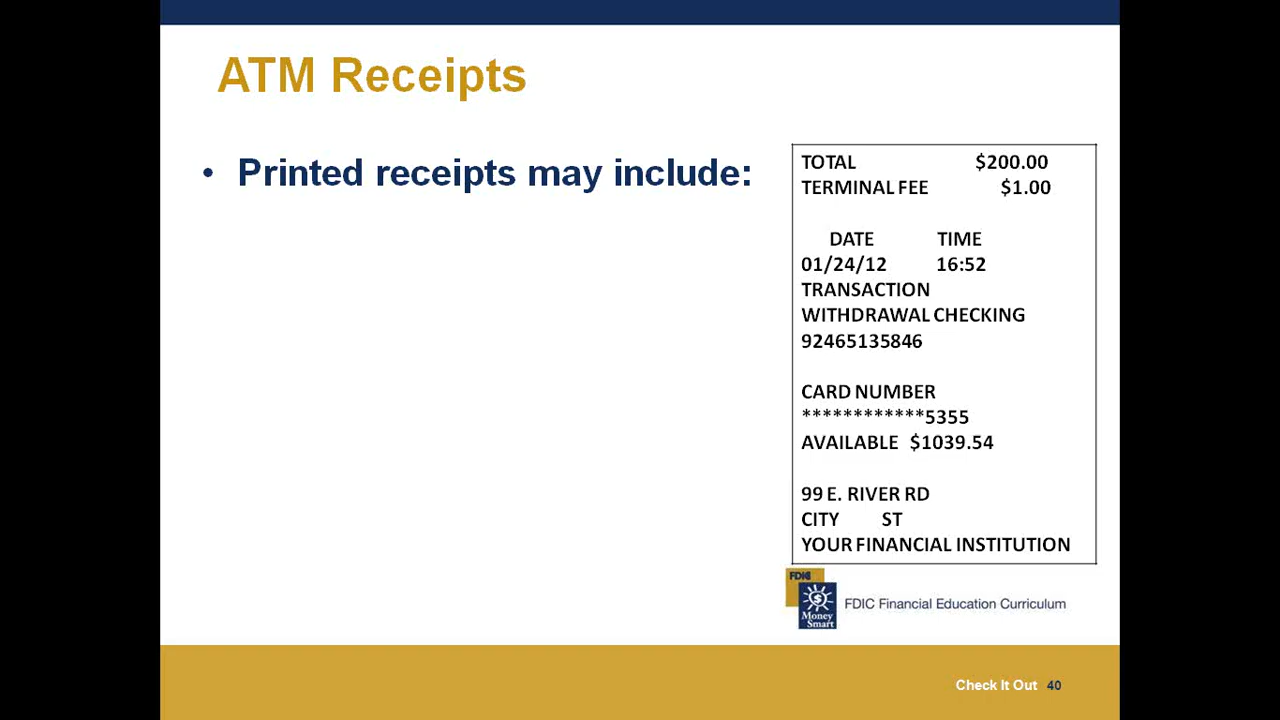 ATM Receipts
• Printed receipts may include:
TOTAL $200.00
TERMINAL FEE $1.00
DATE TIME
01/24/12 16:52
TRANSACTION
WITHDRAWAL CHECKING
92465135846
CARD NUMBER
************5355
AVAILABLE $1039.54
99 E. RIVER RD
CITY ST
YOUR FINANCIAL INSTITUTION
FDIC
Money
Smart
FDIC Financial Education Curriculum
Check It Out 40